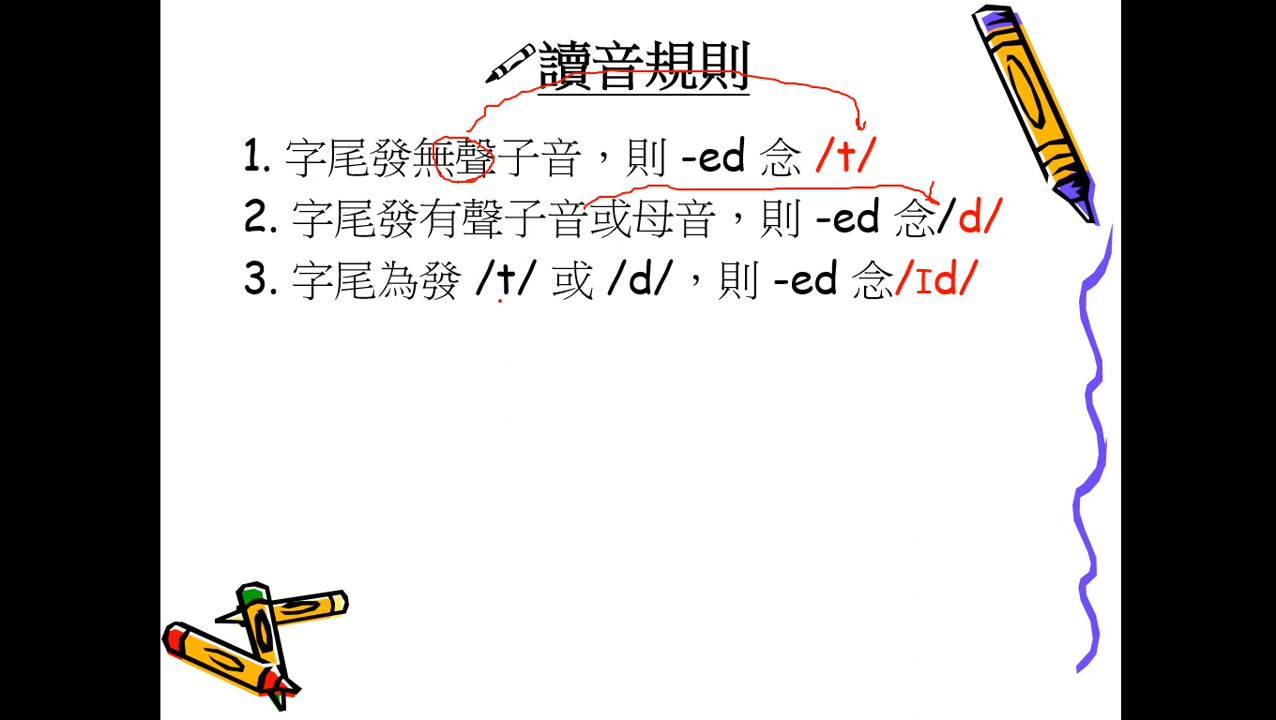 讀音規則
1. 字尾發無聲子音，則 -ed 念 /t/
2. 字尾發有聲子音或母音，則 -ed 念/d/
3. 字尾為發 /t/ 或 /d/，則 -ed 念/ɪd/